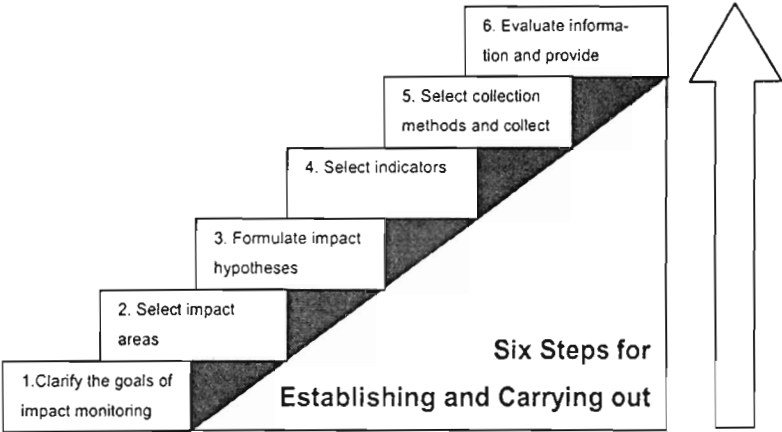 6. Evaluate informa-
tion and provide
5. Select collection
methods and collect
4. Select indicators
3. Formulate impact
hypotheses
2. Select impact
areas
1.Clarify the goals of
impact monitoring
Six Steps for
Establishing and Carrying out